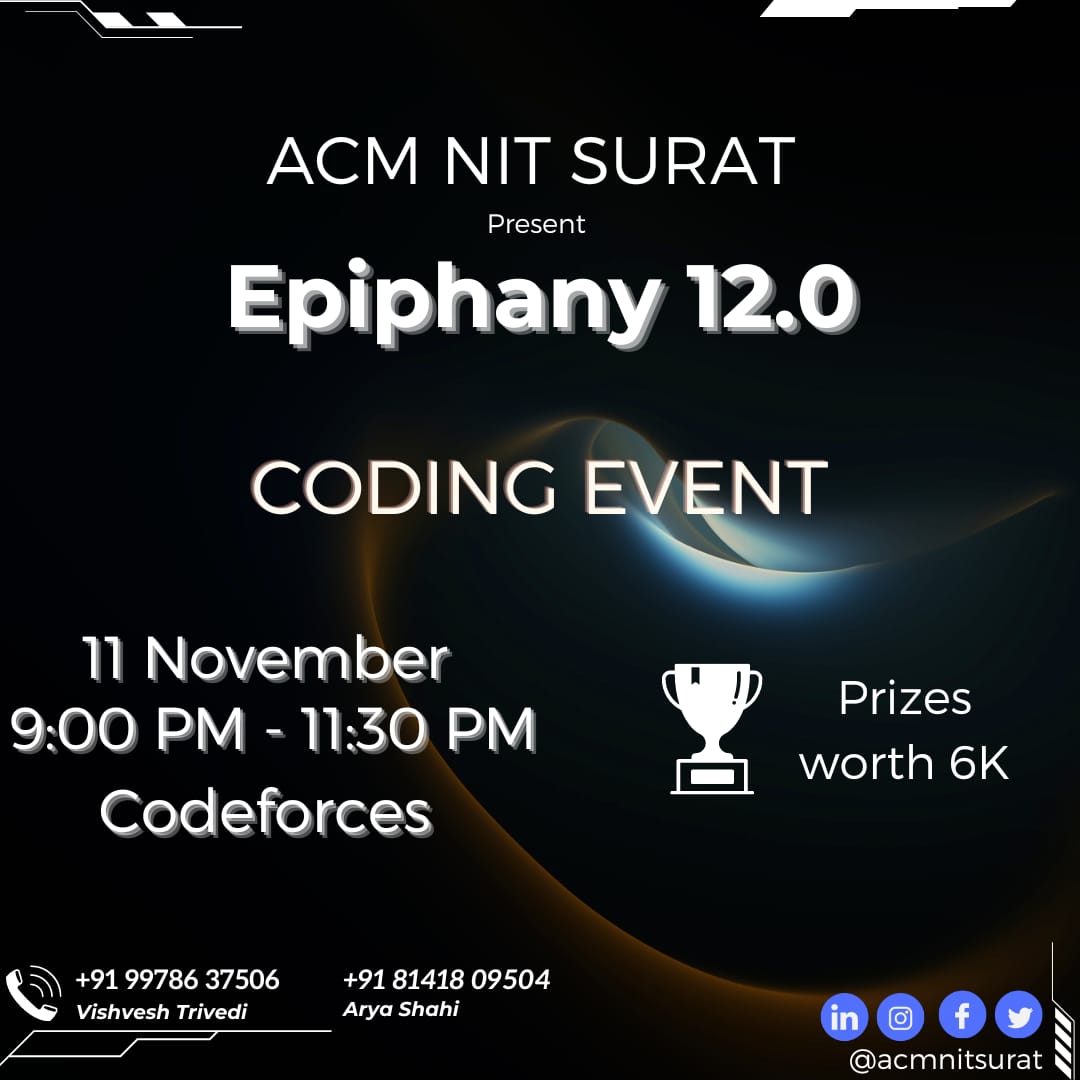 ACM NIT SURAT
Present
Epiphany 12.0
CODING EVENT
11 November
9:00 PM - 11:30 PM
Codeforces
Prizes
worth 6K
+91 99786 37506
Vishvesh Trivedi
+91 81418 09504
Arya Shahi
@acmnitsurat